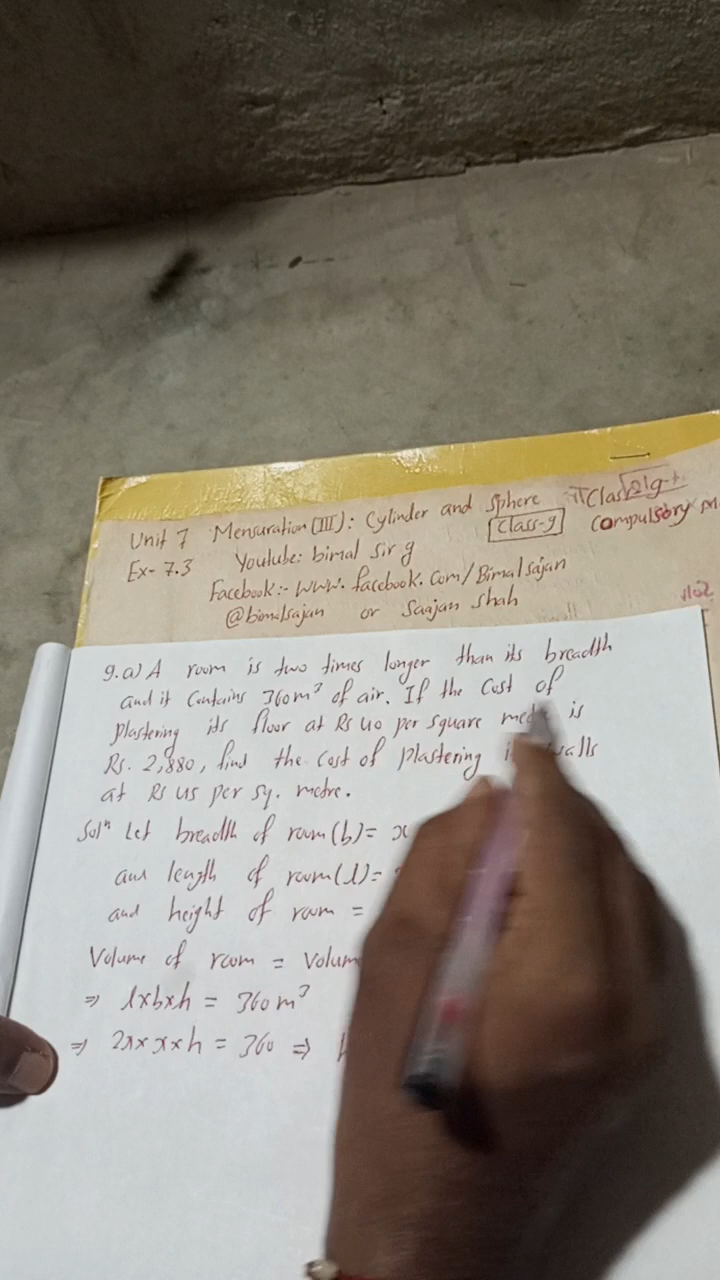 Unit 7 Mensuration (III): Cylinder and Sphere
Ex- 7.3 Youtube: bimal sir g Class-9 Compulsory
Facebook:- www.facebook.com/Bimalsajan
@bimalsajan or Saajan Shah
9.a) A room is two times longer than its breadth
and it Contains 360m³ of air. If the Cost of
Plastering its floor at Rs 40 per square is
Rs. 2,880, find the Cost of Plastering
at Rs 45 per sq. metre.
Solⁿ Let breadth of room(b)= x
and length of room(l)=
and height of room =
Volume of room = Volume
⇒ l×b×h = 360m³
⇒ 2x×x×h = 360 ⇒